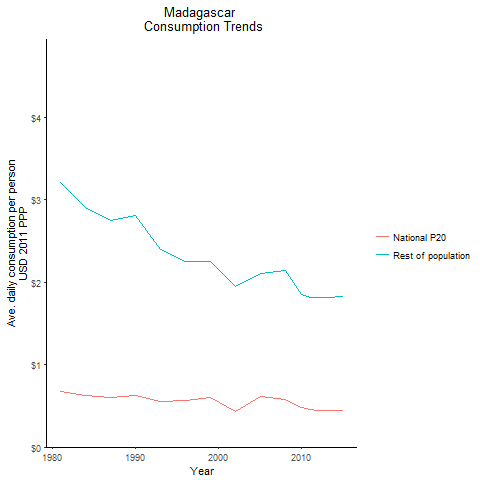 Madagascar
Consumption Trends
Ave. daily consumption per person
USD 2011 PPP
$4
$3
$2
$1
$0
1980 1990 2000 2010
Year
National P20
Rest of population